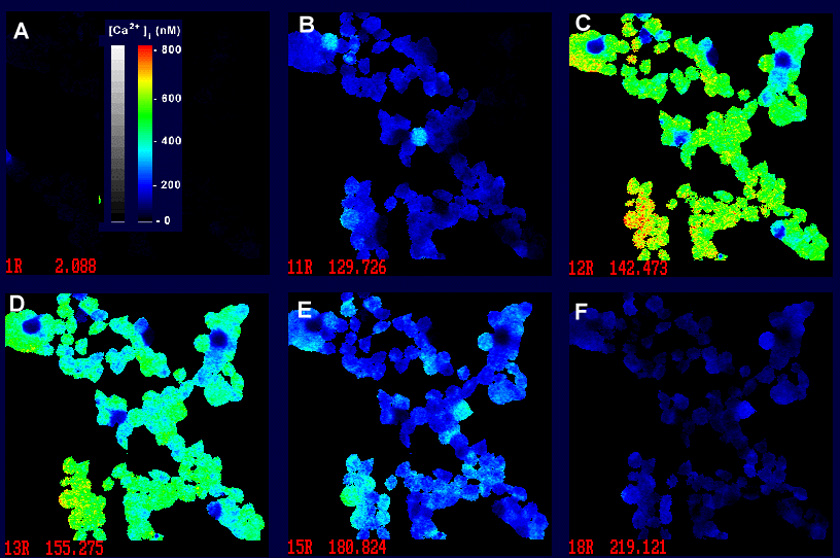 A
[Ca2+]i (nM)
- 800
- 600
- 400
- 200
- 0
1R 2.088
B
11R 129.726
C
12R 142.473
D
13R 155.275
E
15R 180.824
F
18R 219.121